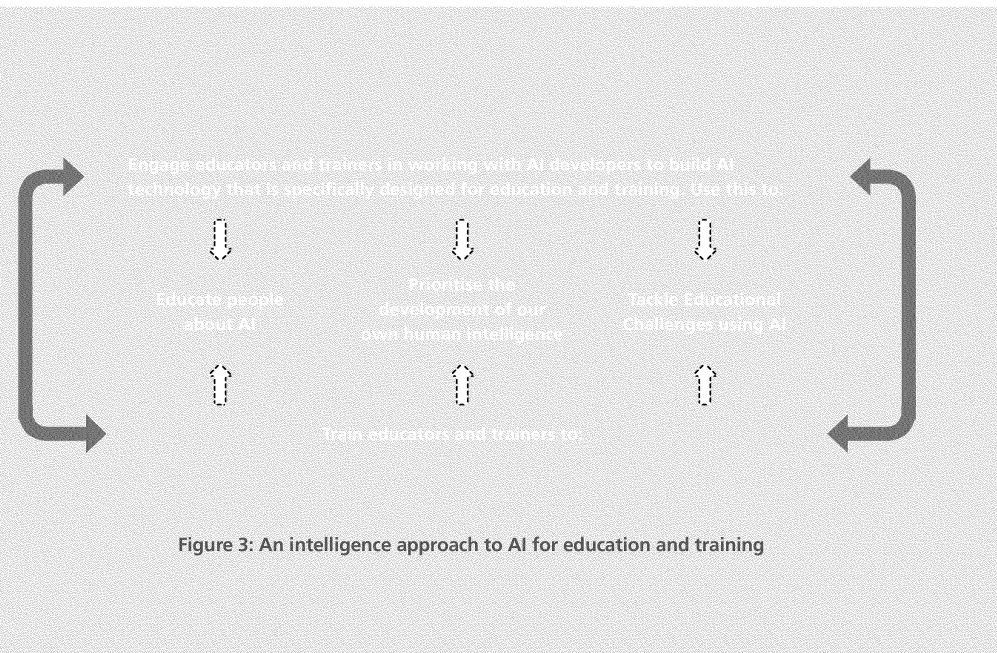 Engage educators and trainers in working with AI developers to build AI
technology that is specifically designed for education and training. Use this to:
Educate people
about AI
Prioritise the
development of our
own human intelligence
Tackle Educational
Challenges using AI
Train educators and trainers to:
Figure 3: An intelligence approach to AI for education and training